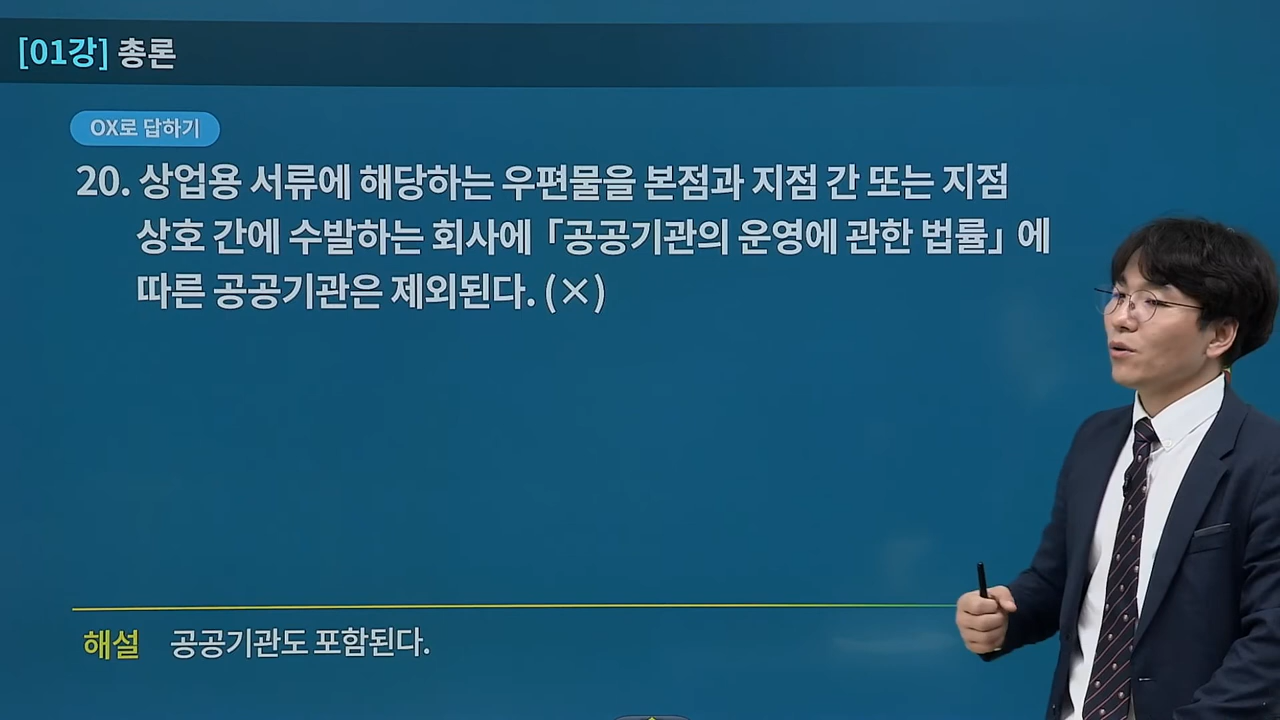 [01강] 총론
OX로 답하기
20. 상업용 서류에 해당하는 우편물을 본점과 지점 간 또는 지점
상호 간에 수발하는 회사에 「공공기관의 운영에 관한 법률」에
따른 공공기관은 제외된다. (×)
해설 공공기관도 포함된다.